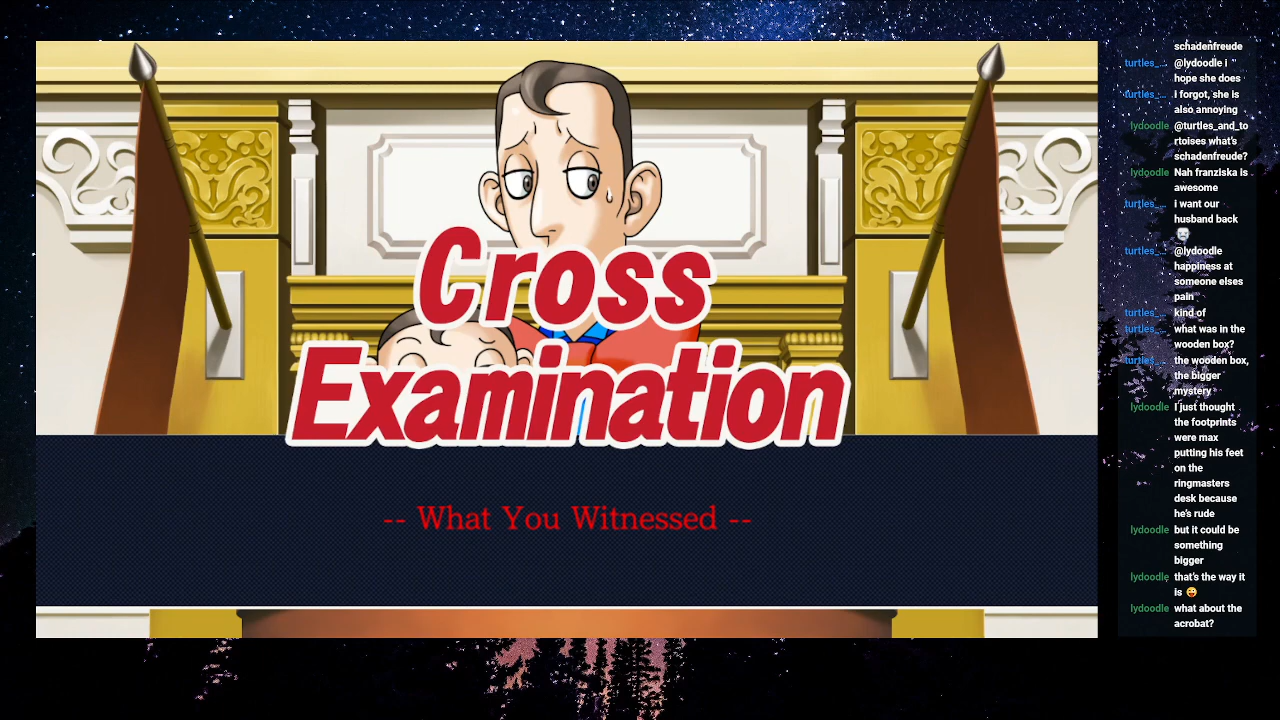 Cross
Examination
-- What You Witnessed --
schadenfreude
turtles_... @lydoodle i
hope she does
turtles_... i forgot, she is
also annoying
lydoodle @turtles_and_to
rtoises what's
schadenfreude?
lydoodle Nah franziska is
awesome
turtles_... i want our
husband back
turtles_... @lydoodle
happiness at
someone elses
pain
turtles_... kind of
turtles_... what was in the
wooden box?
turtles_... the wooden box,
the bigger
mystery
lydoodle I just thought
the footprints
were max
putting his feet
on the
ringmasters
desk because
he's rude
lydoodle but it could be
something
bigger
lydoodle that's the way it
is 😛
lydoodle what about the
acrobat?